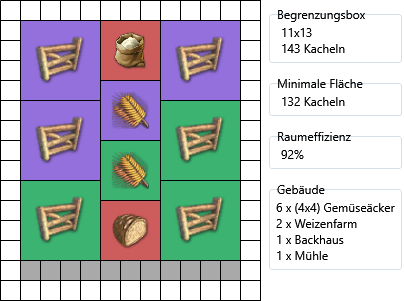 Begrenzungsbox
11x13
143 Kacheln
Minimale Fläche
132 Kacheln
Raumeffizienz
92%
Gebäude
6 x (4x4) Gemüseäcker
2 x Weizenfarm
1 x Backhaus
1 x Mühle